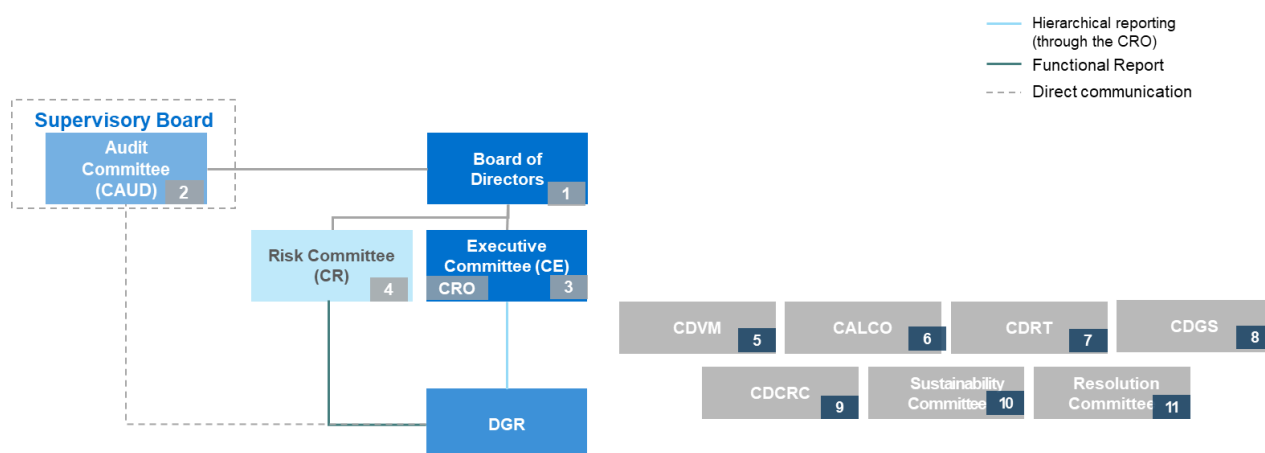 Hierarchical reporting
(through the CRO)
Functional Report
Direct communication
Supervisory Board
Audit
Committee
(CAUD)
2
Board of
Directors
1
Risk Committee
(CR)
4
Executive
Committee (CE)
CRO
3
CDVM
5
CALCO
6
CDRT
7
CDGS
8
CDCRC
9
Sustainability
Committee
10
Resolution
Committee
11
DGR